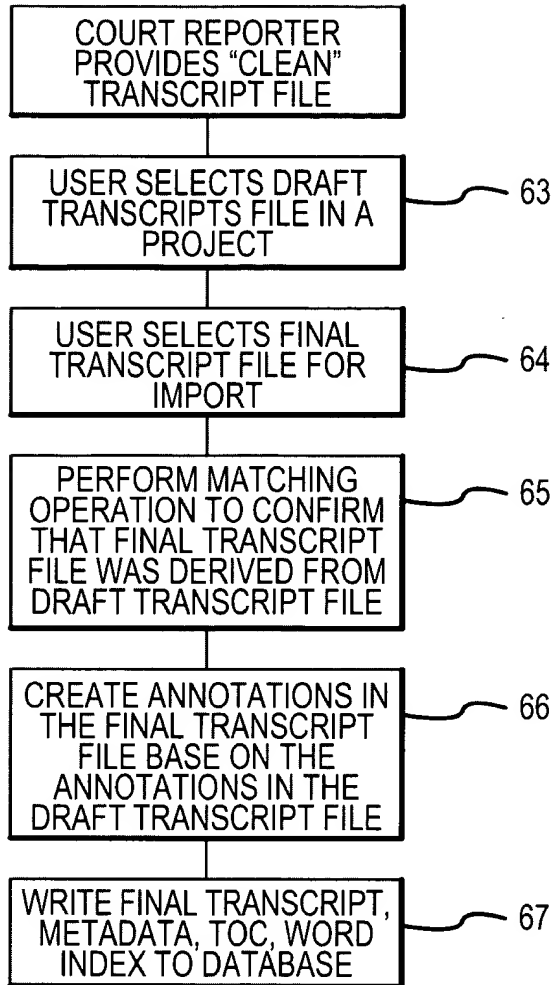 COURT REPORTER
PROVIDES “CLEAN”
TRANSCRIPT FILE
USER SELECTS DRAFT
TRANSCRIPTS FILE IN A
PROJECT
63
USER SELECTS FINAL
TRANSCRIPT FILE FOR
IMPORT
64
PERFORM MATCHING
OPERATION TO CONFIRM
THAT FINAL TRANSCRIPT
FILE WAS DERIVED FROM
DRAFT TRANSCRIPT FILE
65
CREATE ANNOTATIONS IN
THE FINAL TRANSCRIPT
FILE BASE ON THE
ANNOTATIONS IN THE
DRAFT TRANSCRIPT FILE
66
WRITE FINAL TRANSCRIPT,
METADATA, TOC, WORD
INDEX TO DATABASE
67